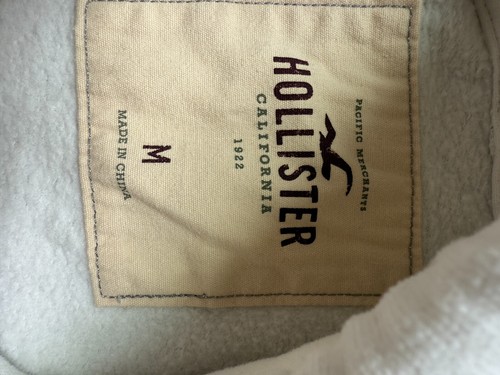 PACIFIC MERCHANTS
HOLLISTER
CALIFORNIA
1922
M
MADE IN CHINA